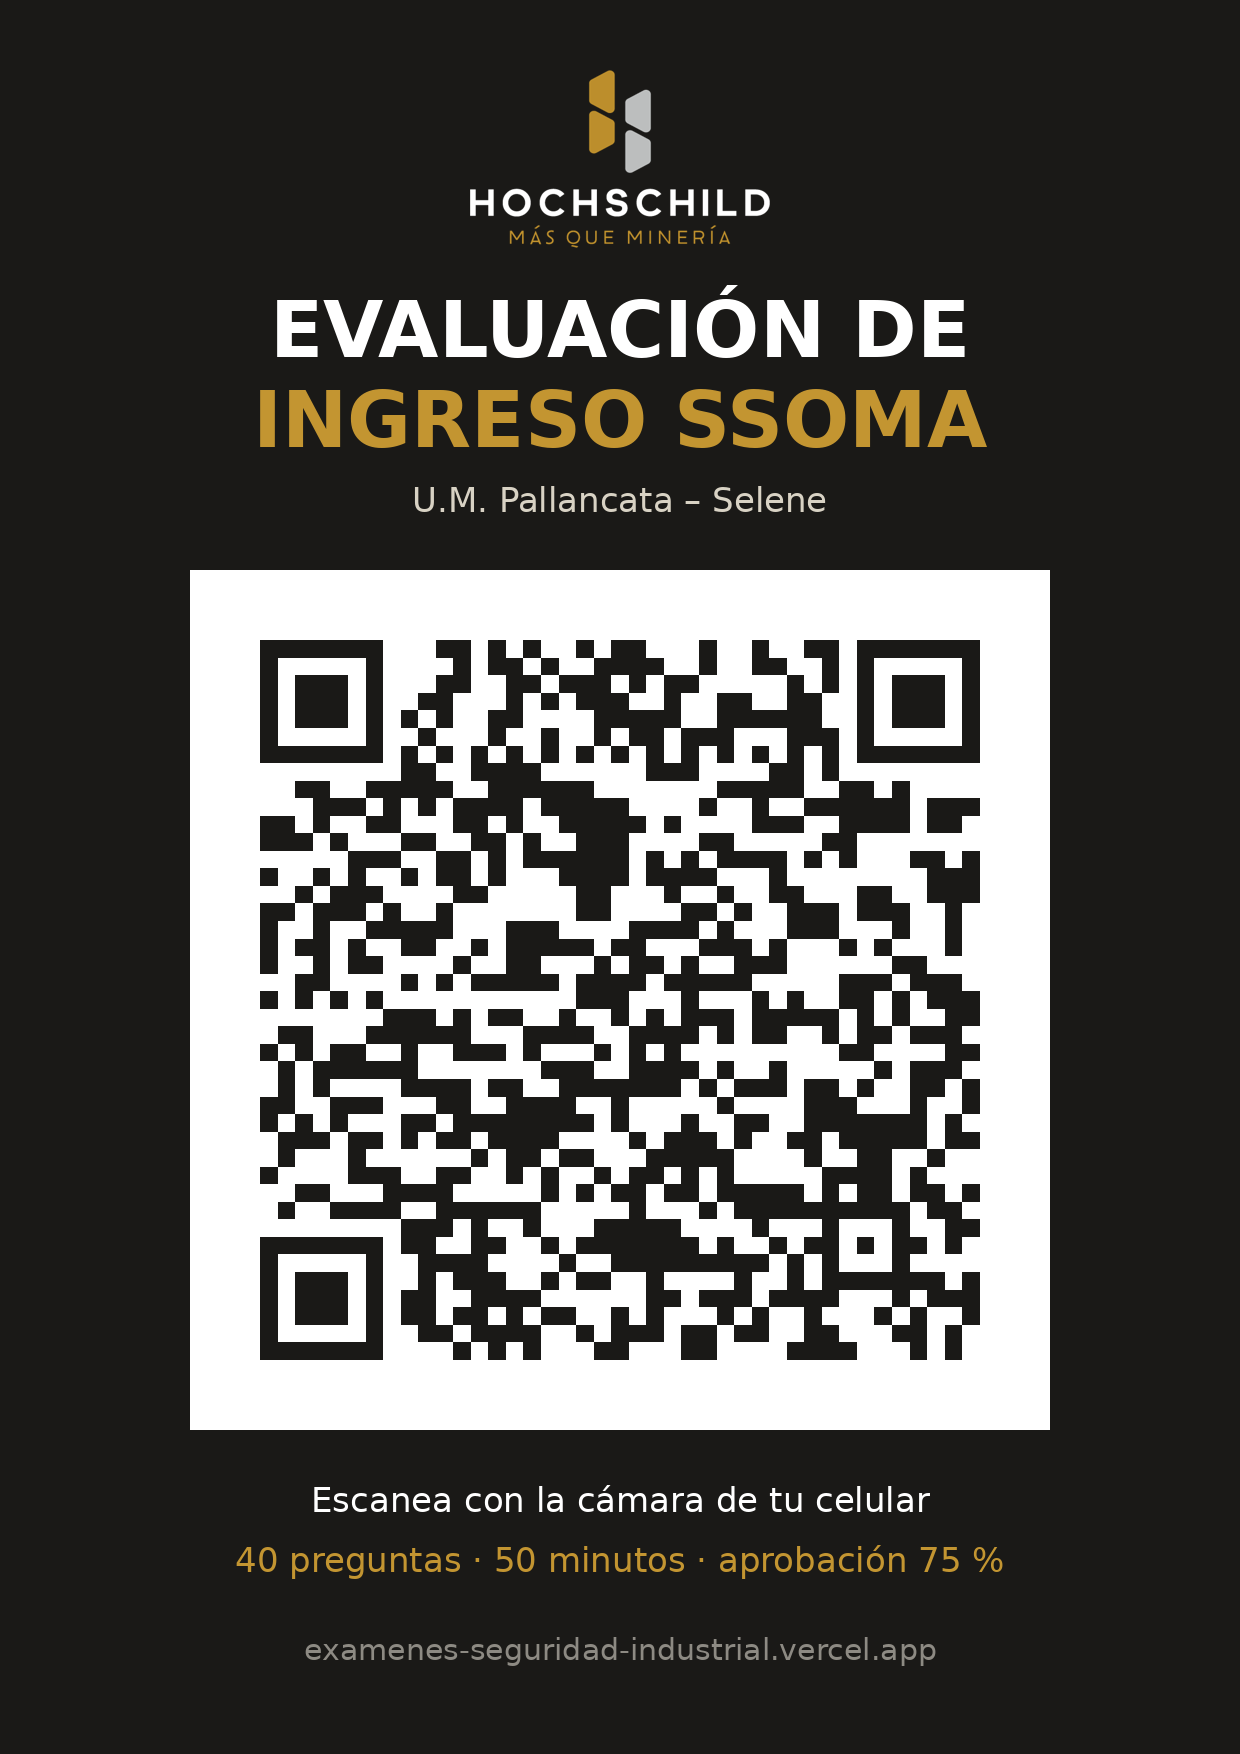 HOCHSCHILD
MÁS QUE MINERÍA
EVALUACIÓN DE
INGRESO SSOMA
U.M. Pallancata – Selene
Escanea con la cámara de tu celular
40 preguntas · 50 minutos · aprobación 75 %
examenes-seguridad-industrial.vercel.app